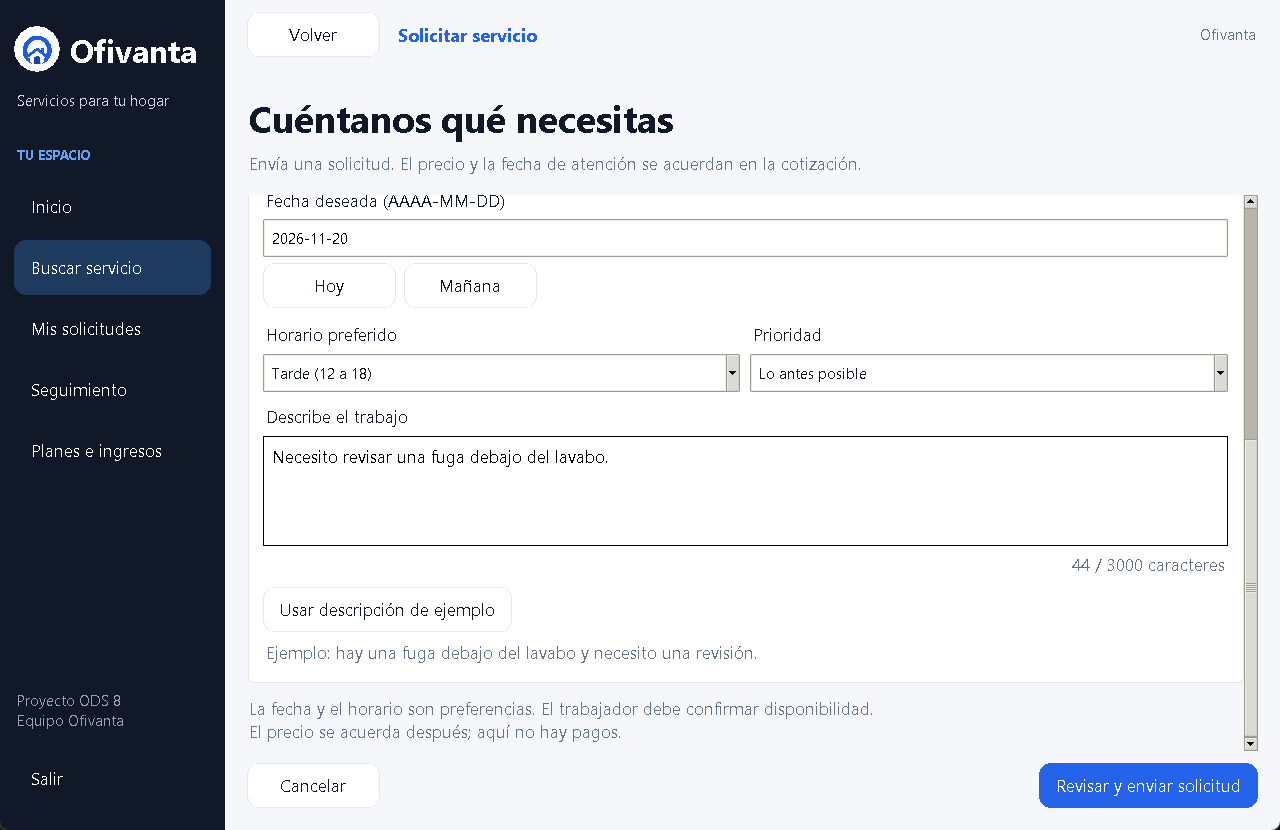 Ofivanta
Servicios para tu hogar
TU ESPACIO
Inicio
Buscar servicio
Mis solicitudes
Seguimiento
Planes e ingresos
Proyecto ODS 8
Equipo Ofivanta
Salir
Volver
Solicitar servicio
Ofivanta
Cuéntanos qué necesitas
Envía una solicitud. El precio y la fecha de atención se acuerdan en la cotización.
Fecha deseada (AAAA-MM-DD)
2026-11-20
Hoy
Mañana
Horario preferido
Prioridad
Tarde (12 a 18)
Lo antes posible
Describe el trabajo
Necesito revisar una fuga debajo del lavabo.
44 / 3000 caracteres
Usar descripción de ejemplo
Ejemplo: hay una fuga debajo del lavabo y necesito una revisión.
La fecha y el horario son preferencias. El trabajador debe confirmar disponibilidad.
El precio se acuerda después; aquí no hay pagos.
Cancelar
Revisar y enviar solicitud